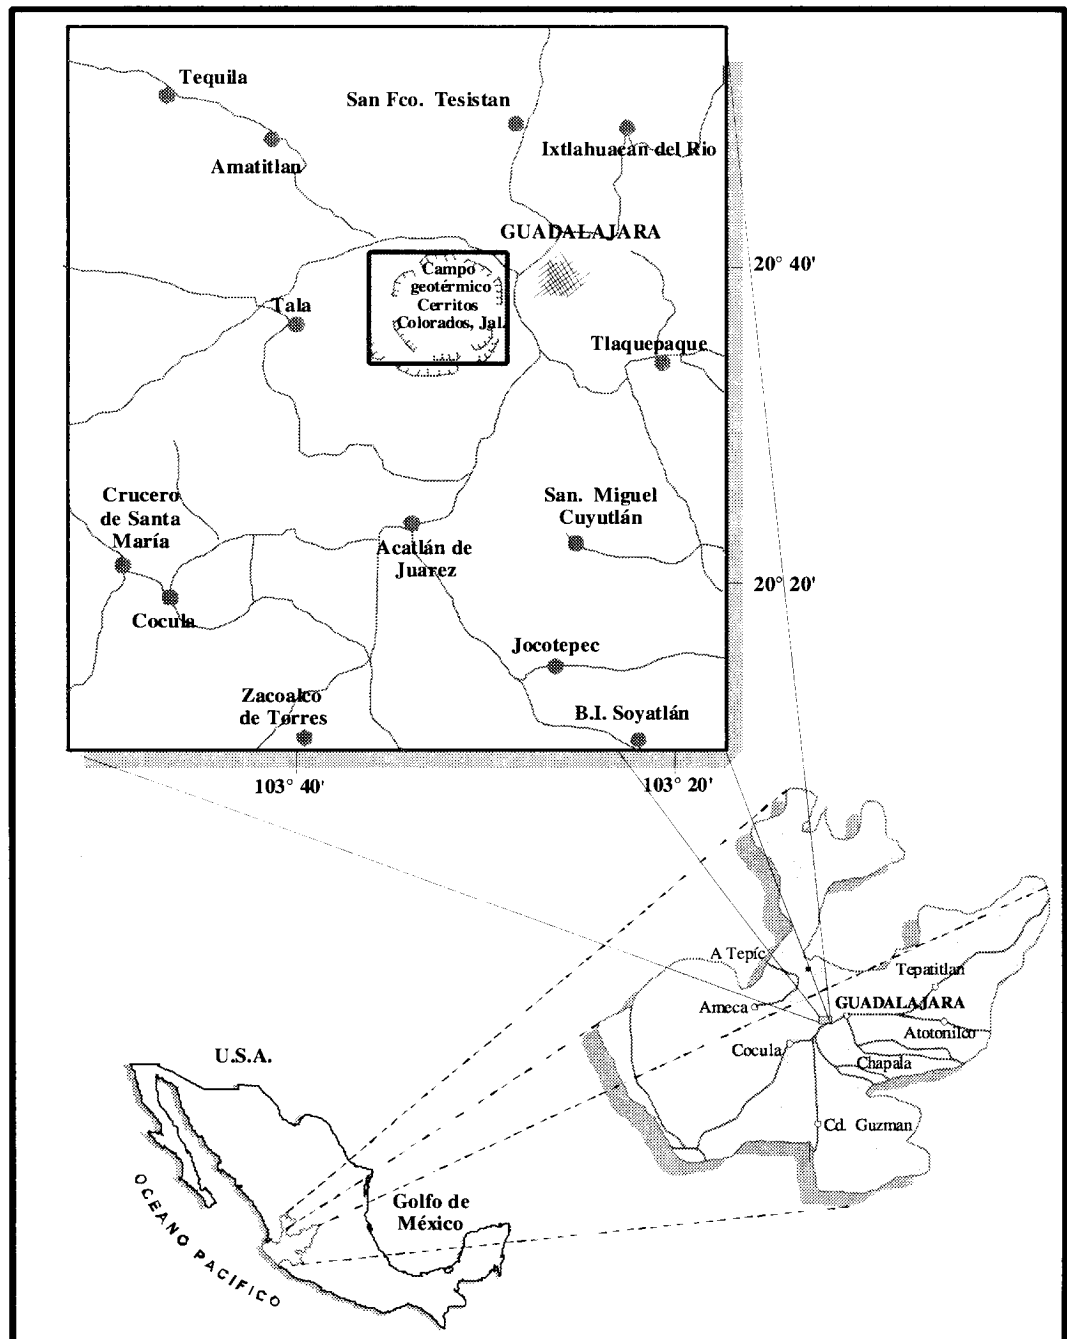 Tequila
San Fco. Tesistan
Ixtlahuacan del Rio
Amatitlan
GUADALAJARA
20° 40'
Campo
geotérmico
Cerritos
Colorados, Jal.
Tala
Tlaquepaque
Crucero
de Santa
María
San. Miguel
Cuyutlán
Acatlán de
Juarez
20° 20'
Cocula
Jocotepec
Zacoalco
de Torres
B.I. Soyatlán
103° 40'
103° 20'
A Tepíc
Tepatitlan
Ameca
GUADALAJARA
Atotonilco
Cocula
Chapala
Cd. Guzman
U.S.A.
Golfo de
México
OCEANO PACIFICO